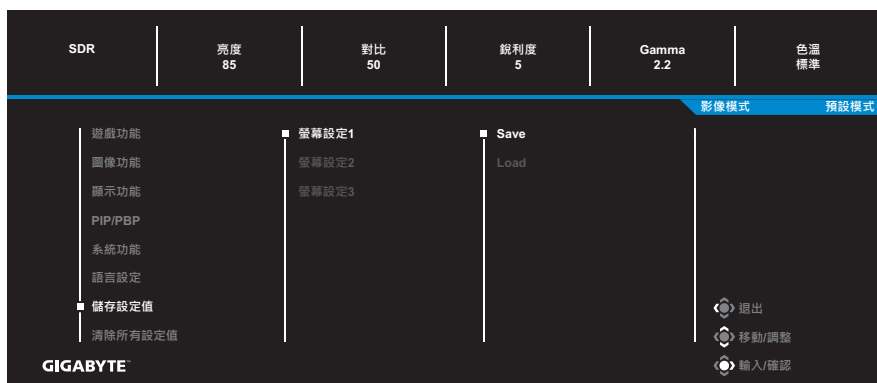 SDR
亮度
85
對比
50
銳利度
5
Gamma
2.2
色溫
標準
影像模式 預設模式
遊戲功能
圖像功能
顯示功能
PIP/PBP
系統功能
語言設定
儲存設定值
清除所有設定值
螢幕設定1
螢幕設定2
螢幕設定3
Save
Load
退出
移動/調整
輸入/確認
GIGABYTE™